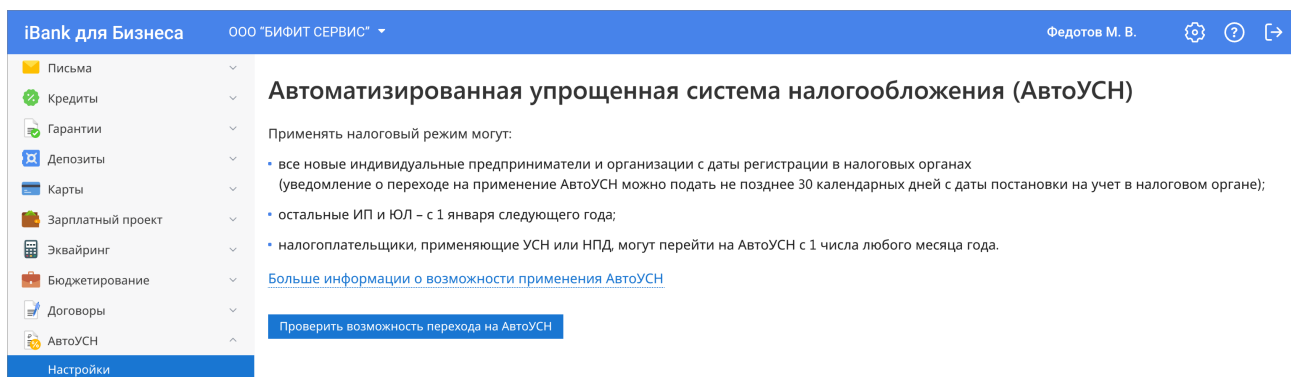 iBank для Бизнеса
ООО "БИФИТ СЕРВИС"
Федотов М. В.
Письма
Кредиты
Гарантии
Депозиты
Карты
Зарплатный проект
Эквайринг
Бюджетирование
Договоры
АвтоУСН
Настройки
Автоматизированная упрощенная система налогообложения (АвтоУСН)
Применять налоговый режим могут:
▪ все новые индивидуальные предприниматели и организации с даты регистрации в налоговых органах
(уведомление о переходе на применение АвтоУСН можно подать не позднее 30 календарных дней с даты постановки на учет в налоговом органе);
▪ остальные ИП и ЮЛ – с 1 января следующего года;
▪ налогоплательщики, применяющие УСН или НПД, могут перейти на АвтоУСН с 1 числа любого месяца года.
Больше информации о возможности применения АвтоУСН
Проверить возможность перехода на АвтоУСН